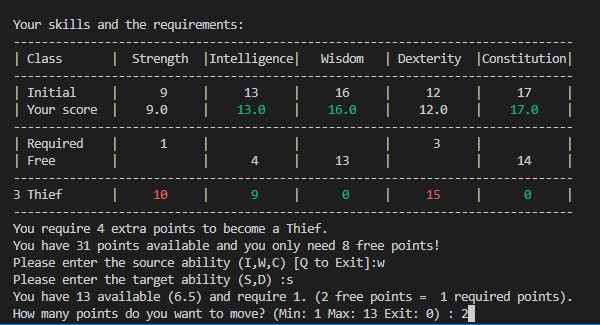 Your skills and the requirements:
--------------------------------------------------------------------------
| Class | Strength |Intelligence| Wisdom | Dexterity |Constitution|
--------------------------------------------------------------------------
| Initial | 9 | 13 | 16 | 12 | 17 |
| Your score | 9.0 | 13.0 | 16.0 | 12.0 | 17.0 |
--------------------------------------------------------------------------
| Required | 1 | | | 3 | |
| Free | | 4 | 13 | | 14 |
--------------------------------------------------------------------------
3 Thief | 10 | 9 | 0 | 15 | 0 |
--------------------------------------------------------------------------
You require 4 extra points to become a Thief.
You have 31 points available and you only need 8 free points!
Please enter the source ability (I,W,C) [Q to Exit]:w
Please enter the target ability (S,D) :s
You have 13 available (6.5) and require 1. (2 free points = 1 required points).
How many points do you want to move? (Min: 1 Max: 13 Exit: 0) : 2